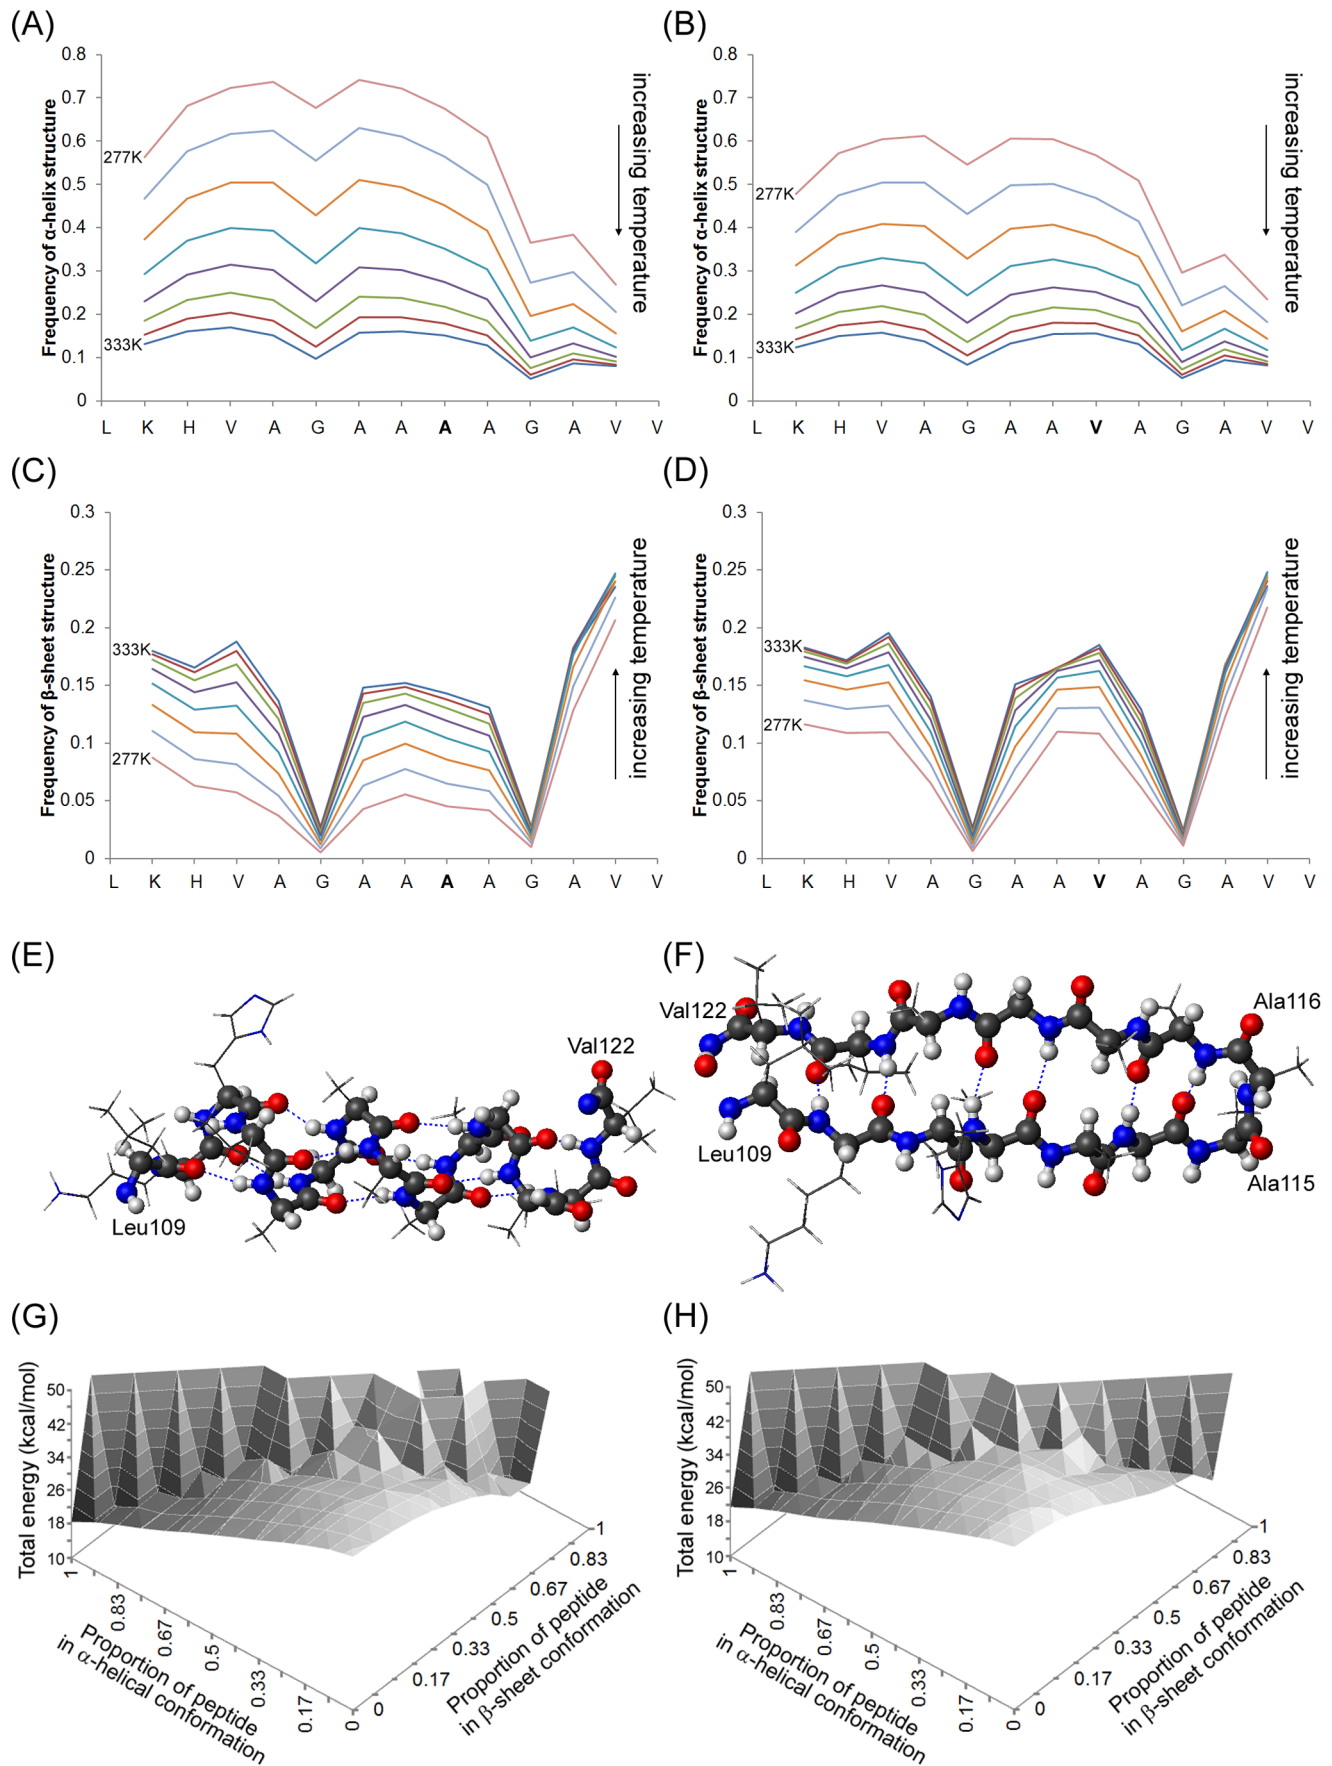 (A)
(B)
Frequency of α-helix structure
0.8
0.7
0.6
0.5
0.4
0.3
0.2
0.1
0
277K
333K
increasing temperature
L K H V A G A A A A G A V V
Frequency of α-helix structure
0.8
0.7
0.6
0.5
0.4
0.3
0.2
0.1
0
277K
333K
increasing temperature
L K H V A G A A V A G A V V
(C)
(D)
Frequency of β-sheet structure
0.3
0.25
0.2
0.15
0.1
0.05
0
333K
277K
increasing temperature
L K H V A G A A A A G A V V
Frequency of β-sheet structure
0.3
0.25
0.2
0.15
0.1
0.05
0
333K
277K
increasing temperature
L K H V A G A A V A G A V V
(E)
Val122
Leu109
(F)
Val122
Ala116
Leu109
Ala115
(G)
Total energy (kcal/mol)
50
42
34
26
18
10
1
0.83
0.67
0.5
0.33
0.17
0
Proportion of peptide
in α-helical conformation
0
0.17
0.33
0.5
0.67
0.83
1
Proportion of peptide
in β-sheet conformation
(H)
Total energy (kcal/mol)
50
42
34
26
18
10
1
0.83
0.67
0.5
0.33
0.17
0
Proportion of peptide
in α-helical conformation
0
0.17
0.33
0.5
0.67
0.83
1
Proportion of peptide
in β-sheet conformation